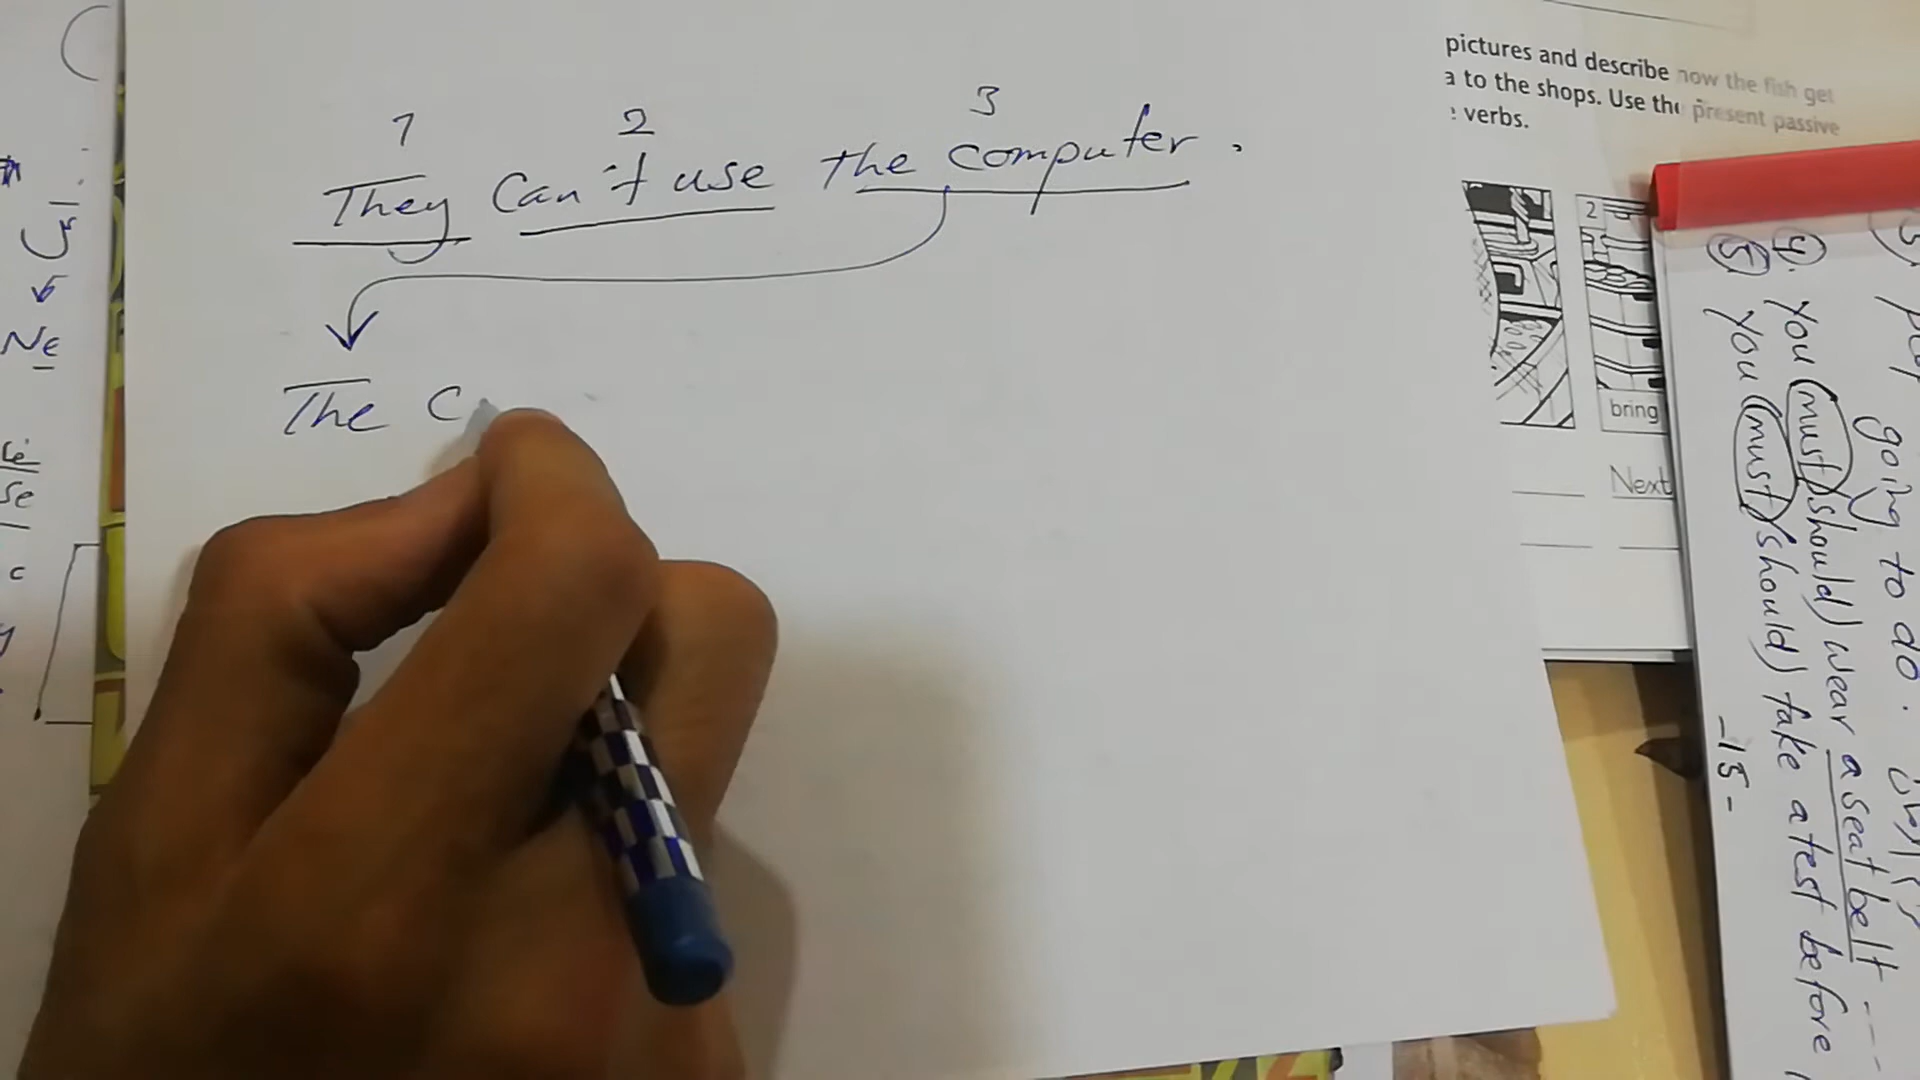 1 2 3
They can't use the computer.
The C
pictures and describe how the fish get
a to the shops. Use the present passive
verbs.
2
bring
Next
going to do.
④. You (must/should) wear a seat belt ---
⑤. You (must/should) take a test before
-15-